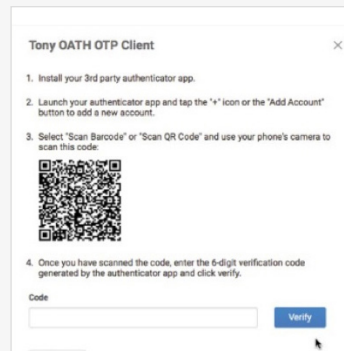 Tony OATH OTP Client
1. Install your 3rd party authenticator app.
2. Launch your authenticator app and tap the "+" icon or the "Add Account"
button to add a new account.
3. Select "Scan Barcode" or "Scan QR Code" and use your phone's camera to
scan this code:
4. Once you have scanned the code, enter the 6-digit verification code
generated by the authenticator app and click verify.
Code
Verify